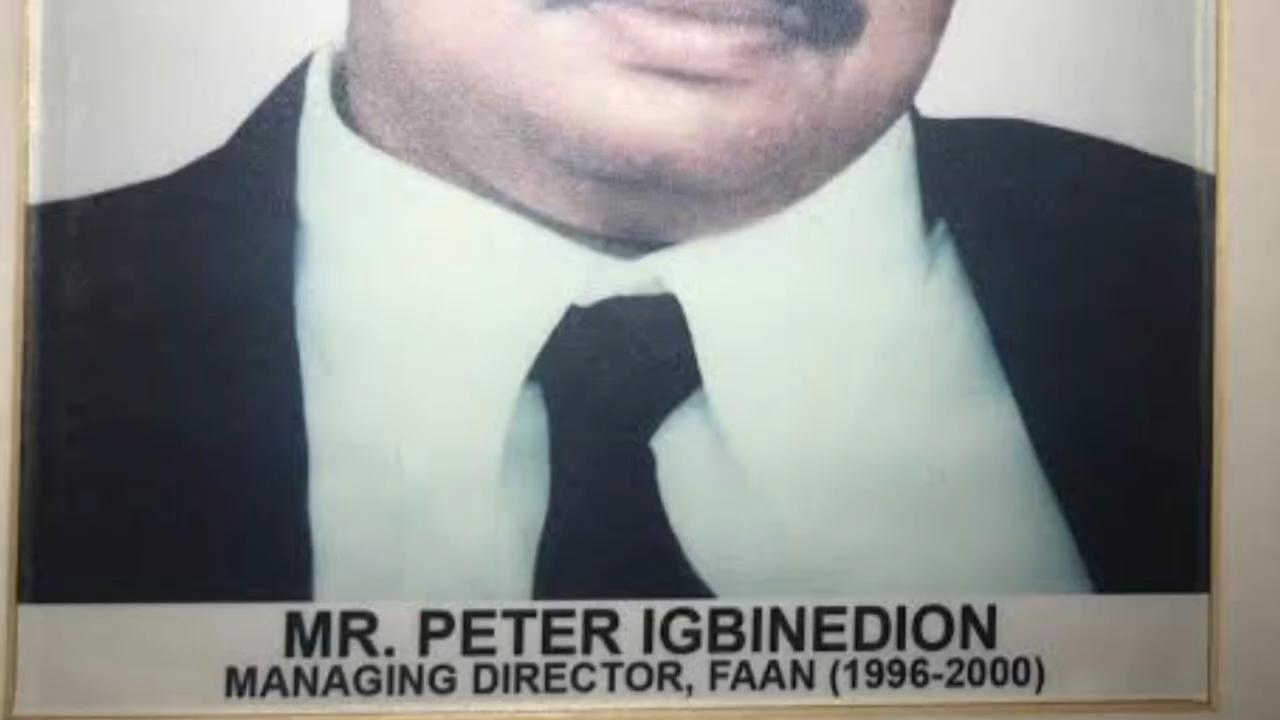 MR. PETER IGBINEDION
MANAGING DIRECTOR, FAAN (1996-2000)